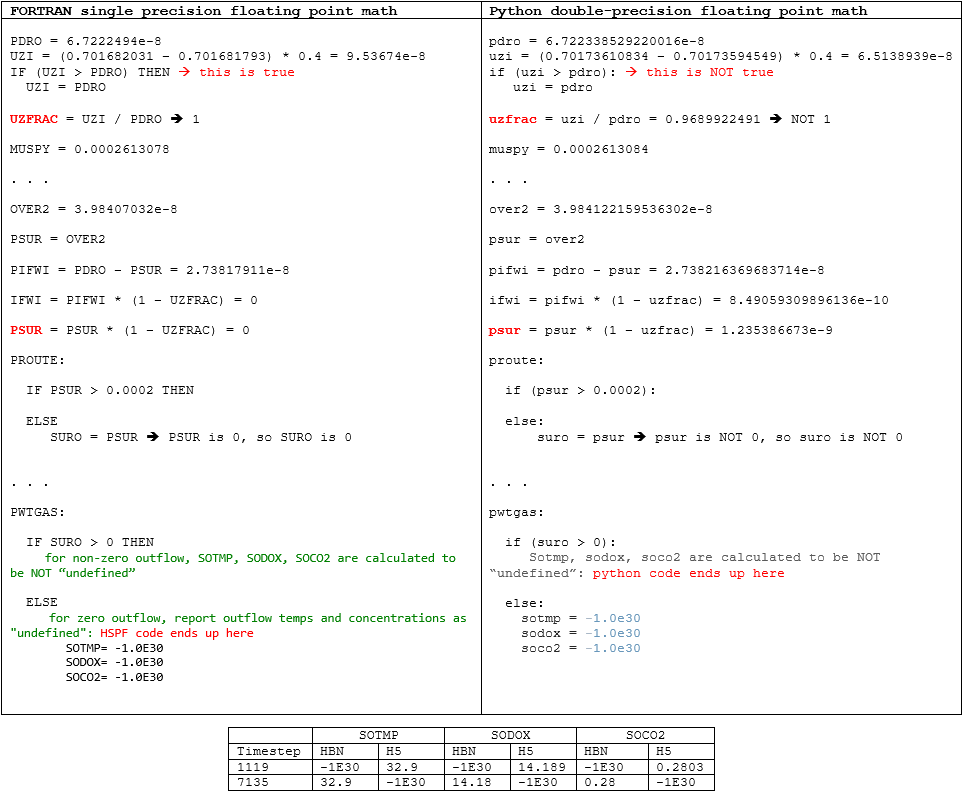 FORTRAN single precision floating point math
PDRO = 6.7222494e-8
UZI = (0.701682031 – 0.701681793) * 0.4 = 9.53674e-8
IF (UZI > PDRO) THEN → this is true
UZI = PDRO
UZFRAC = UZI / PDRO ➔ 1
MUSPY = 0.0002613078
. . .
OVER2 = 3.98407032e-8
PSUR = OVER2
PIFWI = PDRO – PSUR = 2.73817911e-8
IFWI = PIFWI * (1 – UZFRAC) = 0
PSUR = PSUR * (1 – UZFRAC) = 0
PROUTE:
IF PSUR > 0.0002 THEN
ELSE
SURO = PSUR ➔ PSUR is 0, so SURO is 0
. . .
PWTGAS:
IF SURO > 0 THEN
for non-zero outflow, SOTMP, SODOX, SOCO2 are calculated to
be NOT “undefined”
ELSE
for zero outflow, report outflow temps and concentrations as
"undefined": HSPF code ends up here
SOTMP= -1.0E30
SODOX= -1.0E30
SOCO2= -1.0E30
Python double-precision floating point math
pdro = 6.722338529220016e-8
uzi = (0.70173610834 – 0.70173594549) * 0.4 = 6.5138939e-8
if (uzi > pdro): → this is NOT true
uzi = pdro
uzfrac = uzi / pdro = 0.9689922491 ➔ NOT 1
muspy = 0.0002613084
. . .
over2 = 3.984122159536302e-8
psur = over2
pifwi = pdro – psur = 2.738216369683714e-8
ifwi = pifwi * (1 – uzfrac) = 8.49059309896136e-10
psur = psur * (1 – uzfrac) = 1.235386673e-9
proute:
if (psur > 0.0002):
else:
suro = psur ➔ psur is NOT 0, so suro is NOT 0
. . .
pwtgas:
if (suro > 0):
Sotmp, sodox, soco2 are calculated to be NOT
“undefined”: python code ends up here
else:
sotmp = -1.0e30
sodox = -1.0e30
soco2 = -1.0e30
SOTMP SODOX SOCO2
Timestep HBN H5 HBN H5 HBN H5
1119 -1E30 32.9 -1E30 14.189 -1E30 0.2803
7135 32.9 -1E30 14.18 -1E30 0.28 -1E30